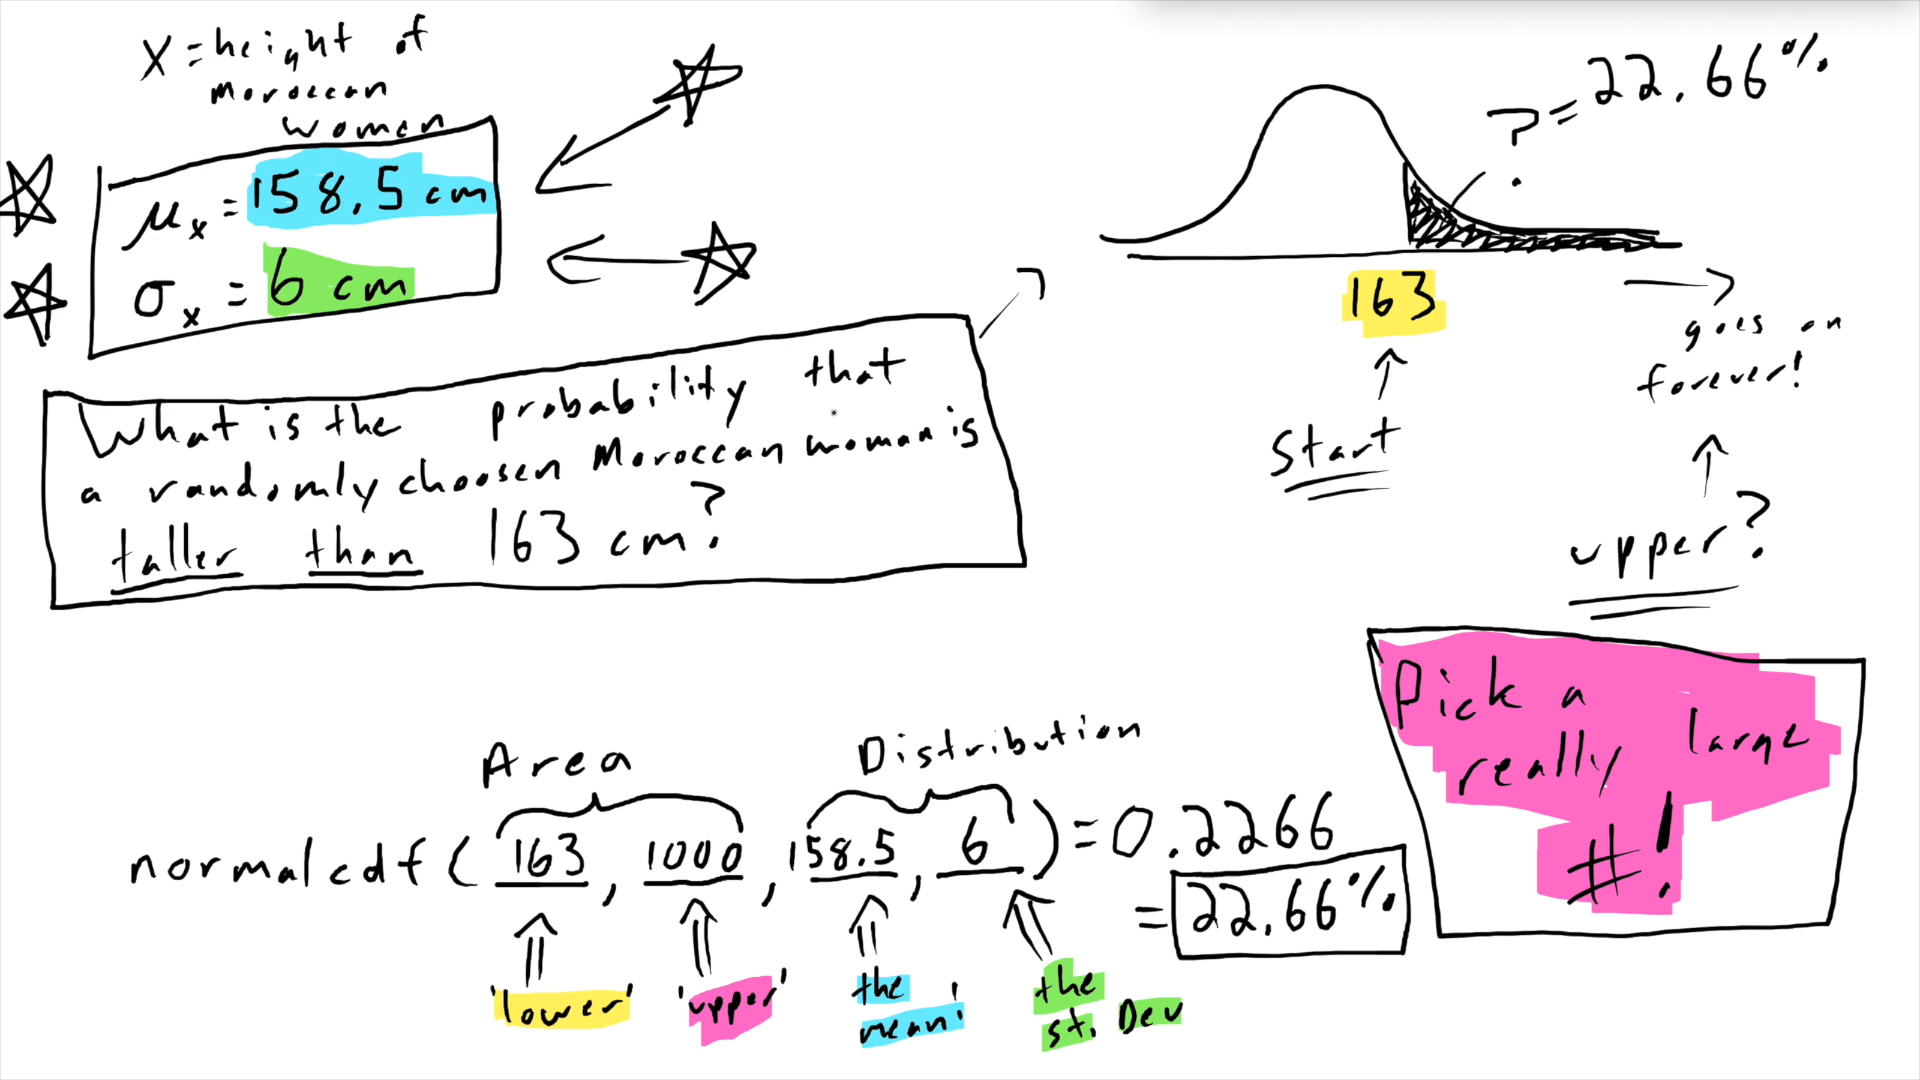 X = height of
moroccan
women
μx = 158.5 cm
σx = 6 cm
What is the probability that
a randomly choosen Moroccan woman is
taller than 163 cm?
? = 22.66%
163
goes on
forever!
Start
upper?
Pick a
really large
#!
Area
Distribution
normalcdf( 163, 1000, 158.5, 6 ) = 0.2266
= 22.66%
'lower'
'upper'
the
mean'
the
st. Dev